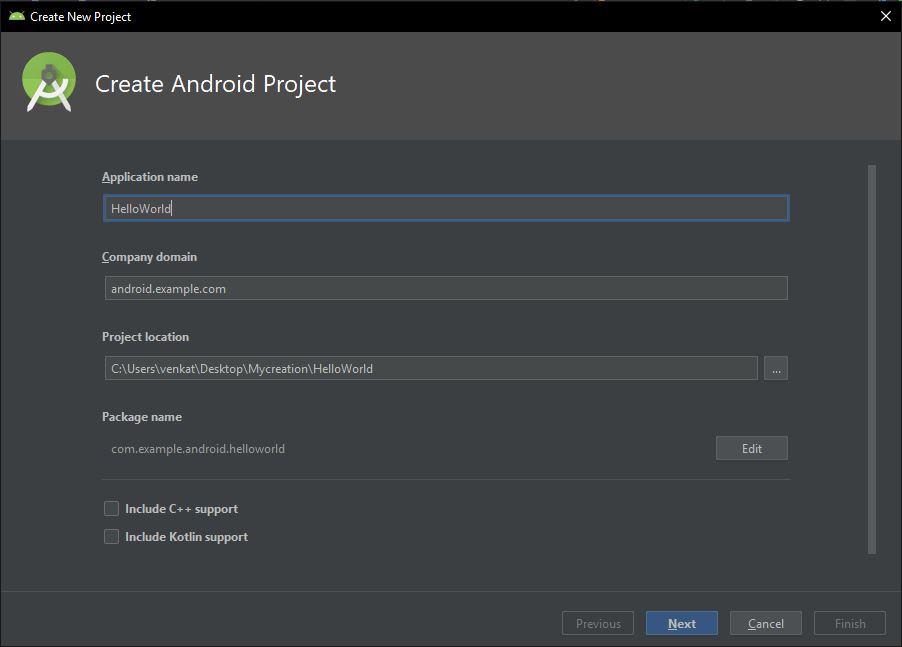 Create New Project
Create Android Project
Application name
HelloWorld
Company domain
android.example.com
Project location
C:\Users\venkat\Desktop\Mycreation\HelloWorld
...
Package name
com.example.android.helloworld
Edit
Include C++ support
Include Kotlin support
Previous Next Cancel Finish